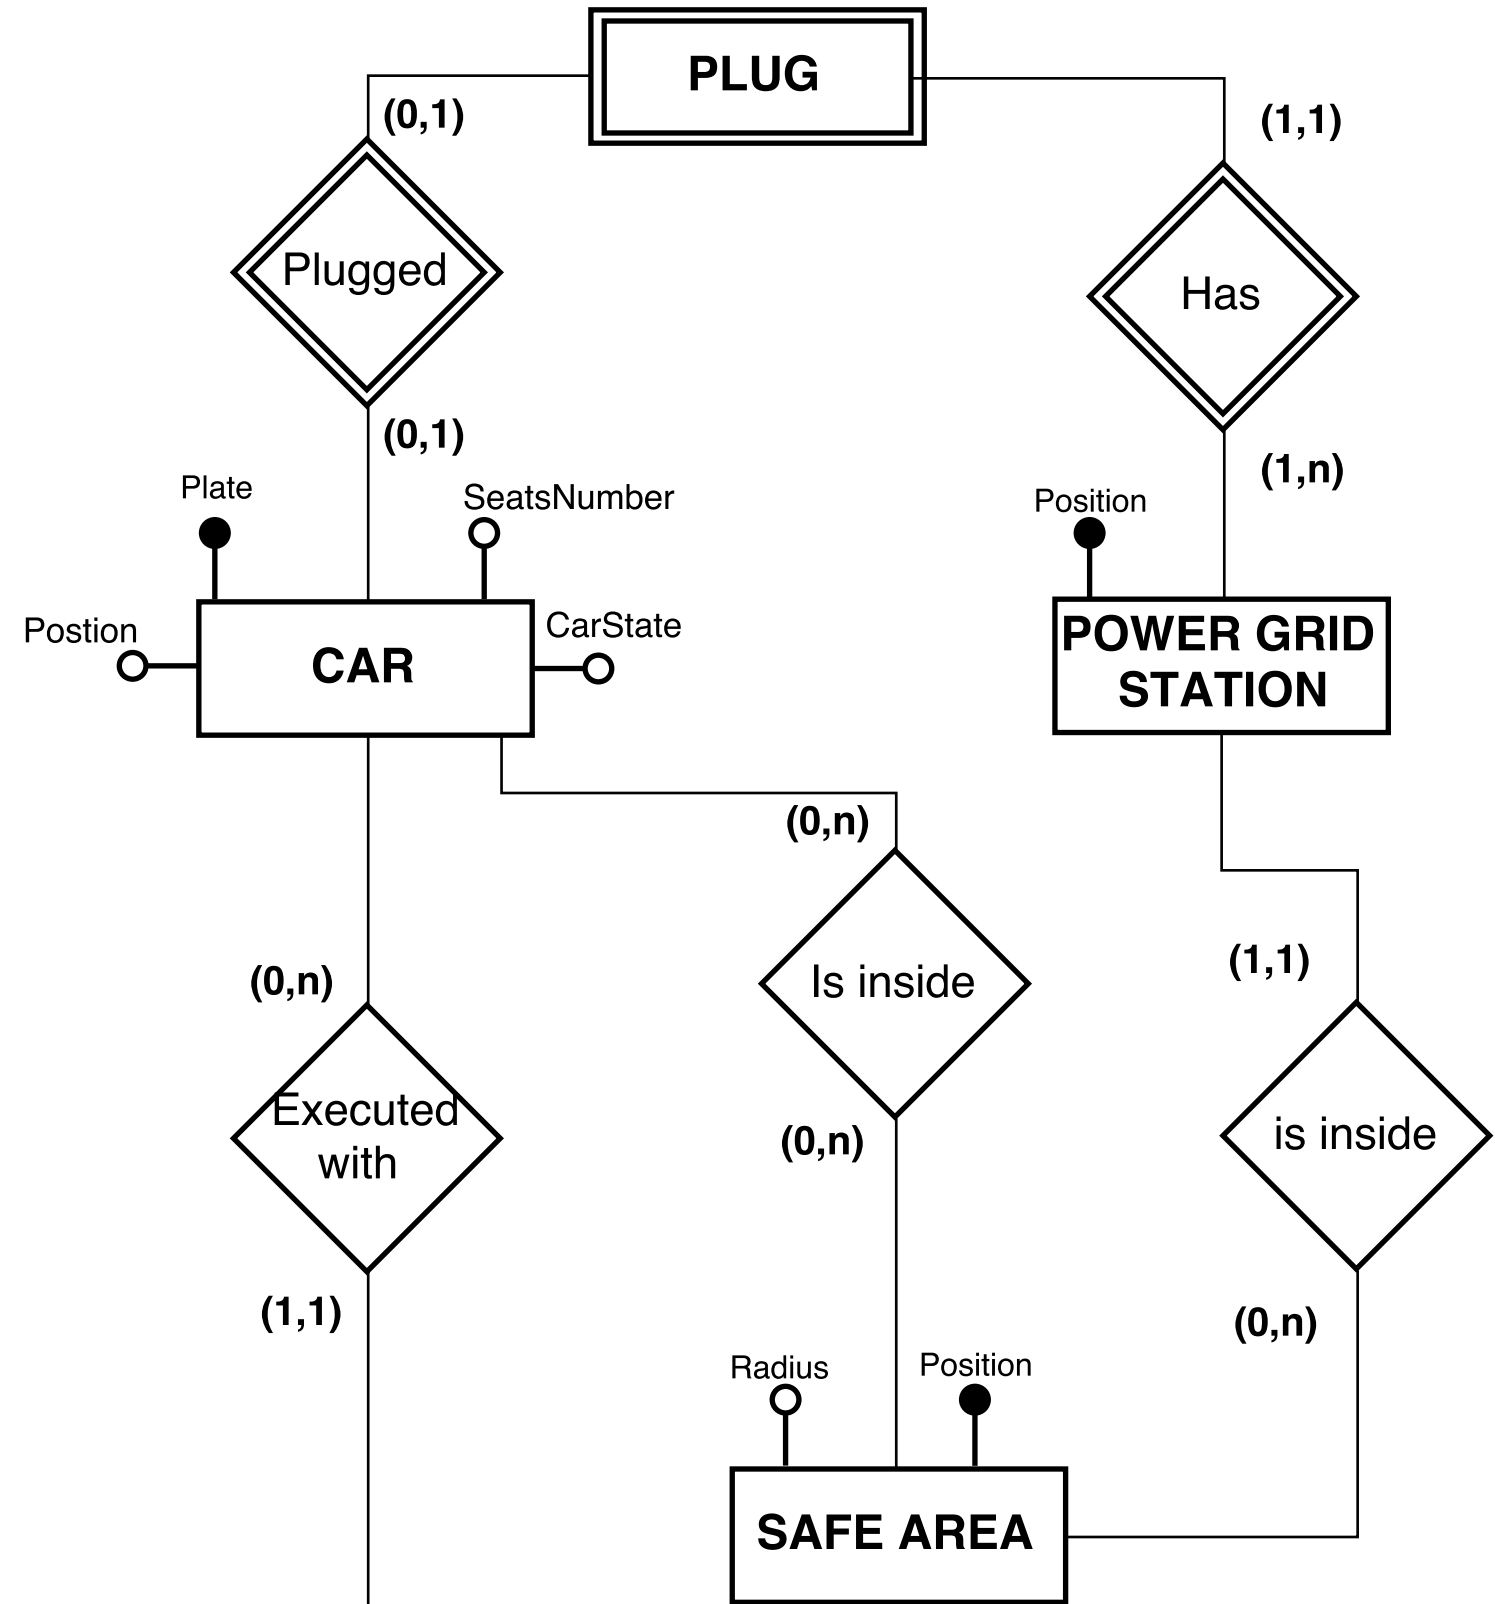 PLUG
(0,1)
(1,1)
Plugged
Has
(0,1)
(1,n)
Plate
SeatsNumber
Position
Postion
CarState
CAR
POWER GRID
STATION
(0,n)
(1,1)
(0,n)
Is inside
Executed
with
is inside
(0,n)
(1,1)
(0,n)
Radius
Position
SAFE AREA